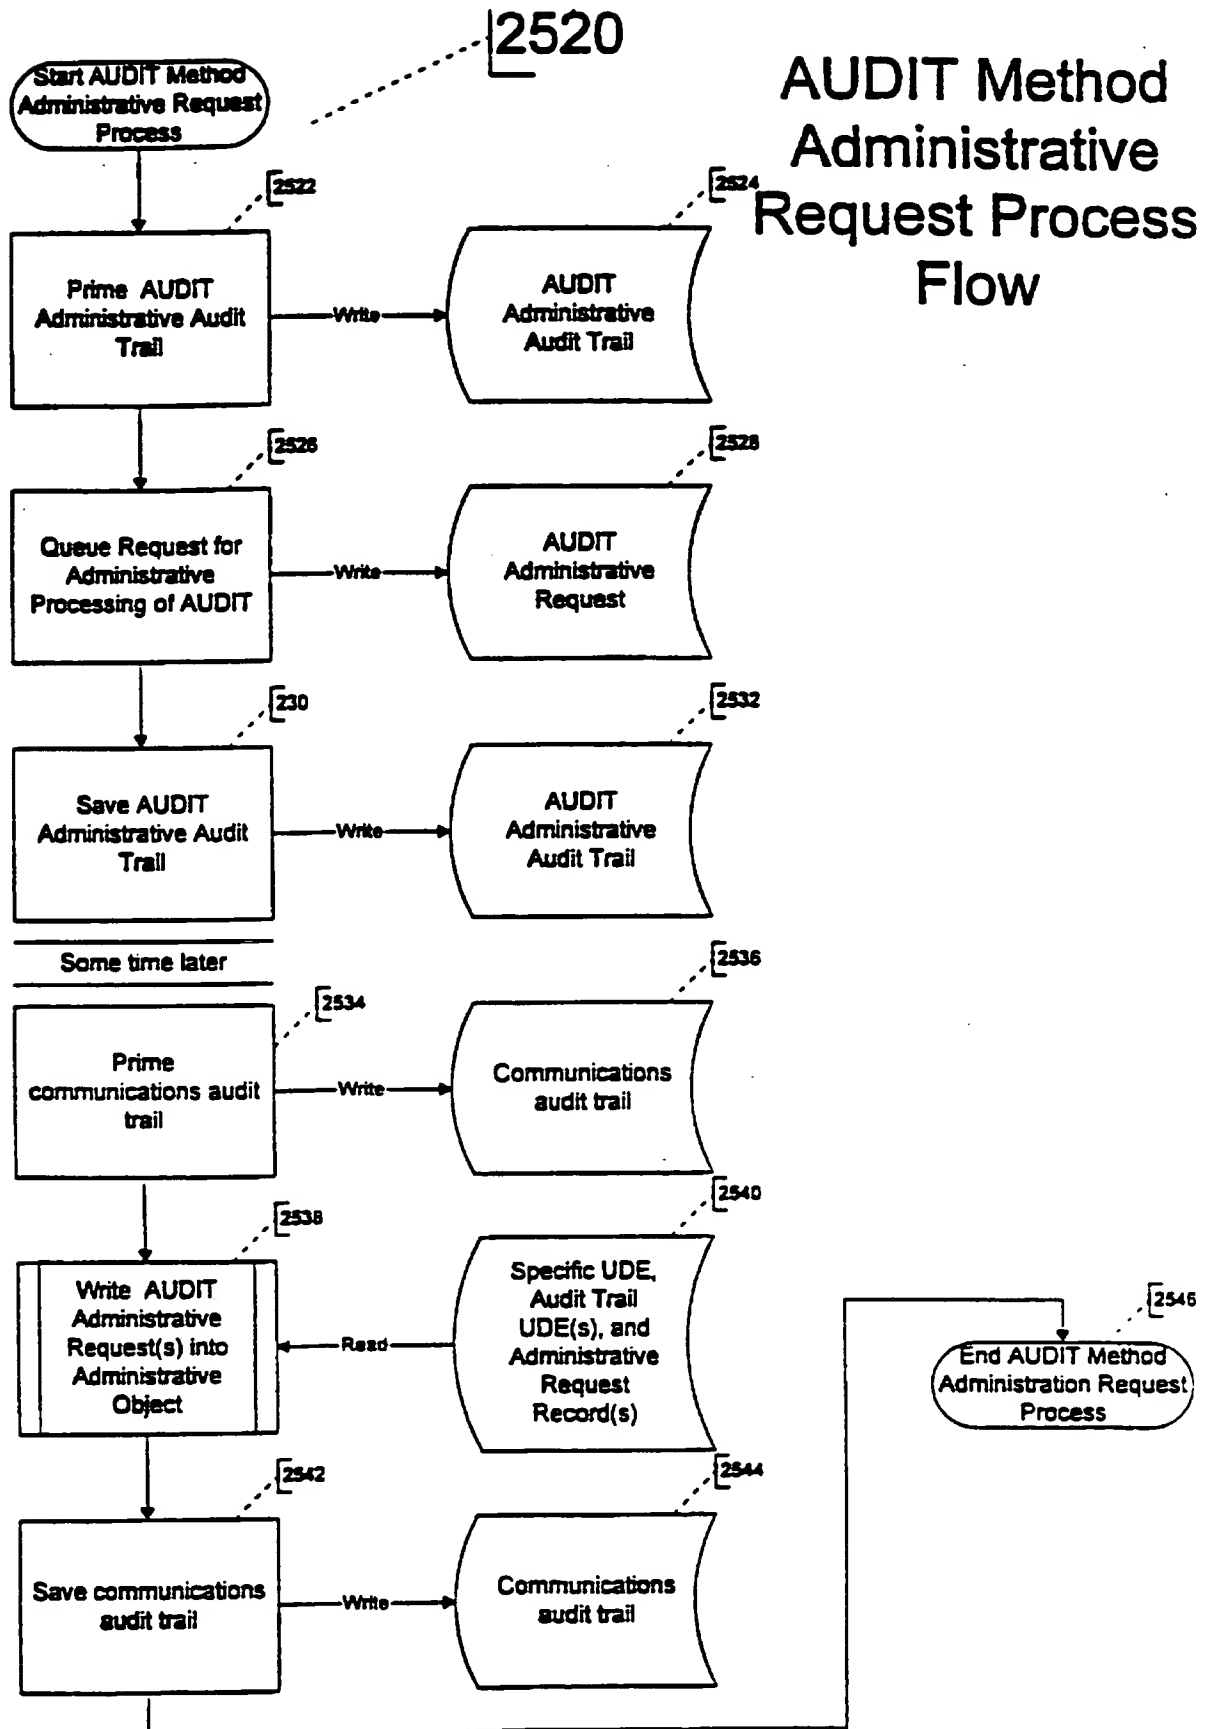 2520
AUDIT Method
Administrative
Request Process
Flow
Start AUDIT Method
Administrative Request
Process
2522
Prime AUDIT
Administrative Audit
Trail
Write
2524
AUDIT
Administrative
Audit Trail
2526
Queue Request for
Administrative
Processing of AUDIT
Write
2528
AUDIT
Administrative
Request
230
Save AUDIT
Administrative Audit
Trail
Write
2532
AUDIT
Administrative
Audit Trail
Some time later
2534
Prime
communications audit
trail
Write
2536
Communications
audit trail
2538
Write AUDIT
Administrative
Request(s) into
Administrative
Object
Read
2540
Specific UDE,
Audit Trail
UDE(s), and
Administrative
Request
Record(s)
2542
Save communications
audit trail
Write
2544
Communications
audit trail
2546
End AUDIT Method
Administration Request
Process